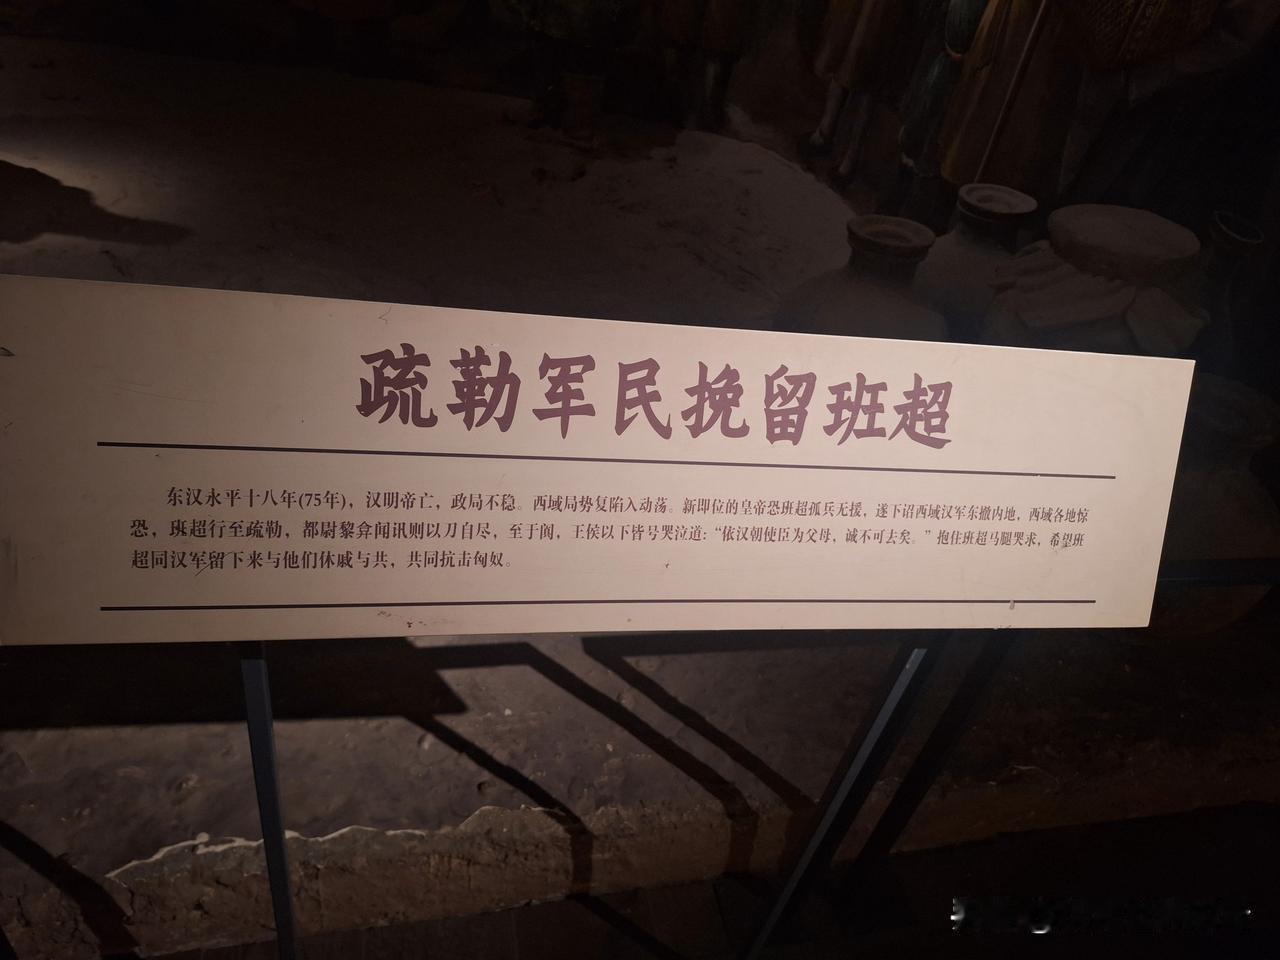 疏勒军民挽留班超
东汉永平十八年(75年)，汉明帝亡，政局不稳。西域局势复陷入动荡。新即位的皇帝恐班超孤兵无援，遂下诏西域汉军东撤内地，西域各地惊
恐，班超行至疏勒，都尉黎弇闻讯则以刀自尽，至于阗，王侯以下皆号哭泣道：“依汉朝使臣为父母，诚不可去矣。”抱住班超马腿哭求，希望班
超同汉军留下来与他们休戚与共，共同抗击匈奴。